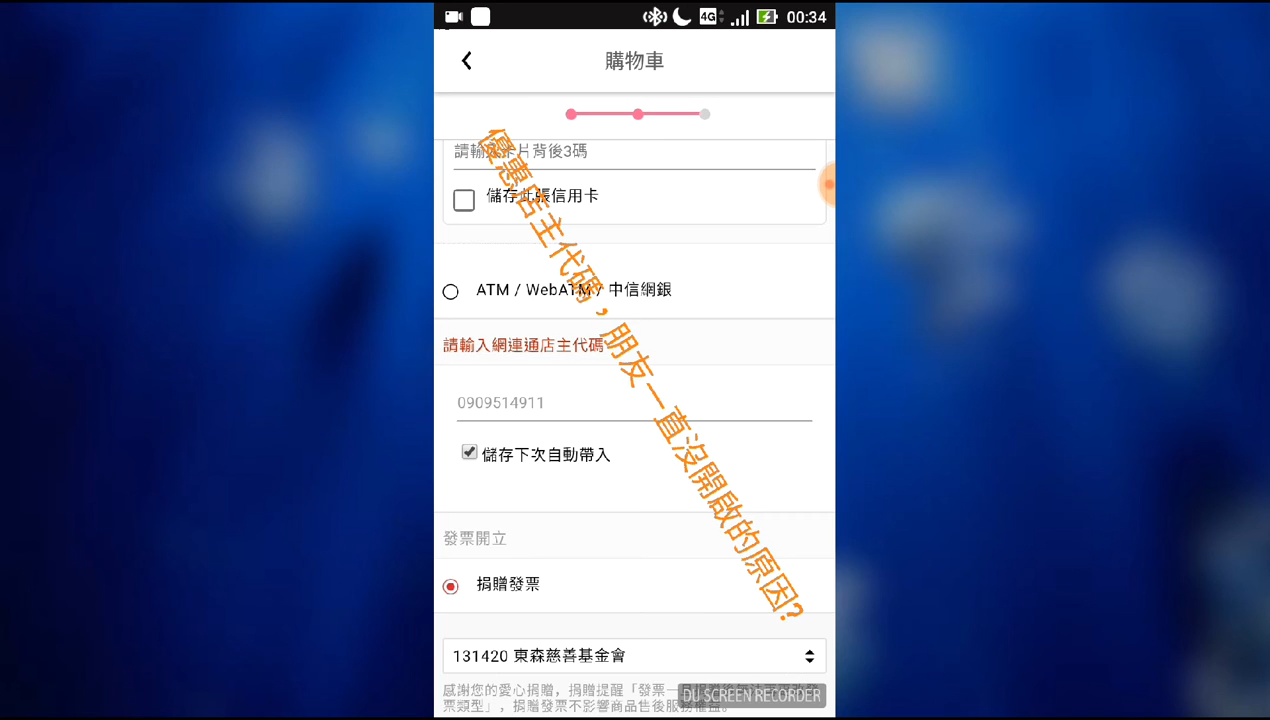 4G 00:34
購物車
請輸入卡片背後3碼
儲存此張信用卡
ATM / WebATM / 中信網銀
請輸入網連通店主代碼
0909514911
儲存下次自動帶入
發票開立
捐贈發票
131420 東森慈善基金會
感謝您的愛心捐贈，捐贈提醒「發票一
票類型」，捐贈發票不影響商品售後服務權益。
DU SCREEN RECORDER
優惠店主代碼，朋友一直沒開啟的原因?